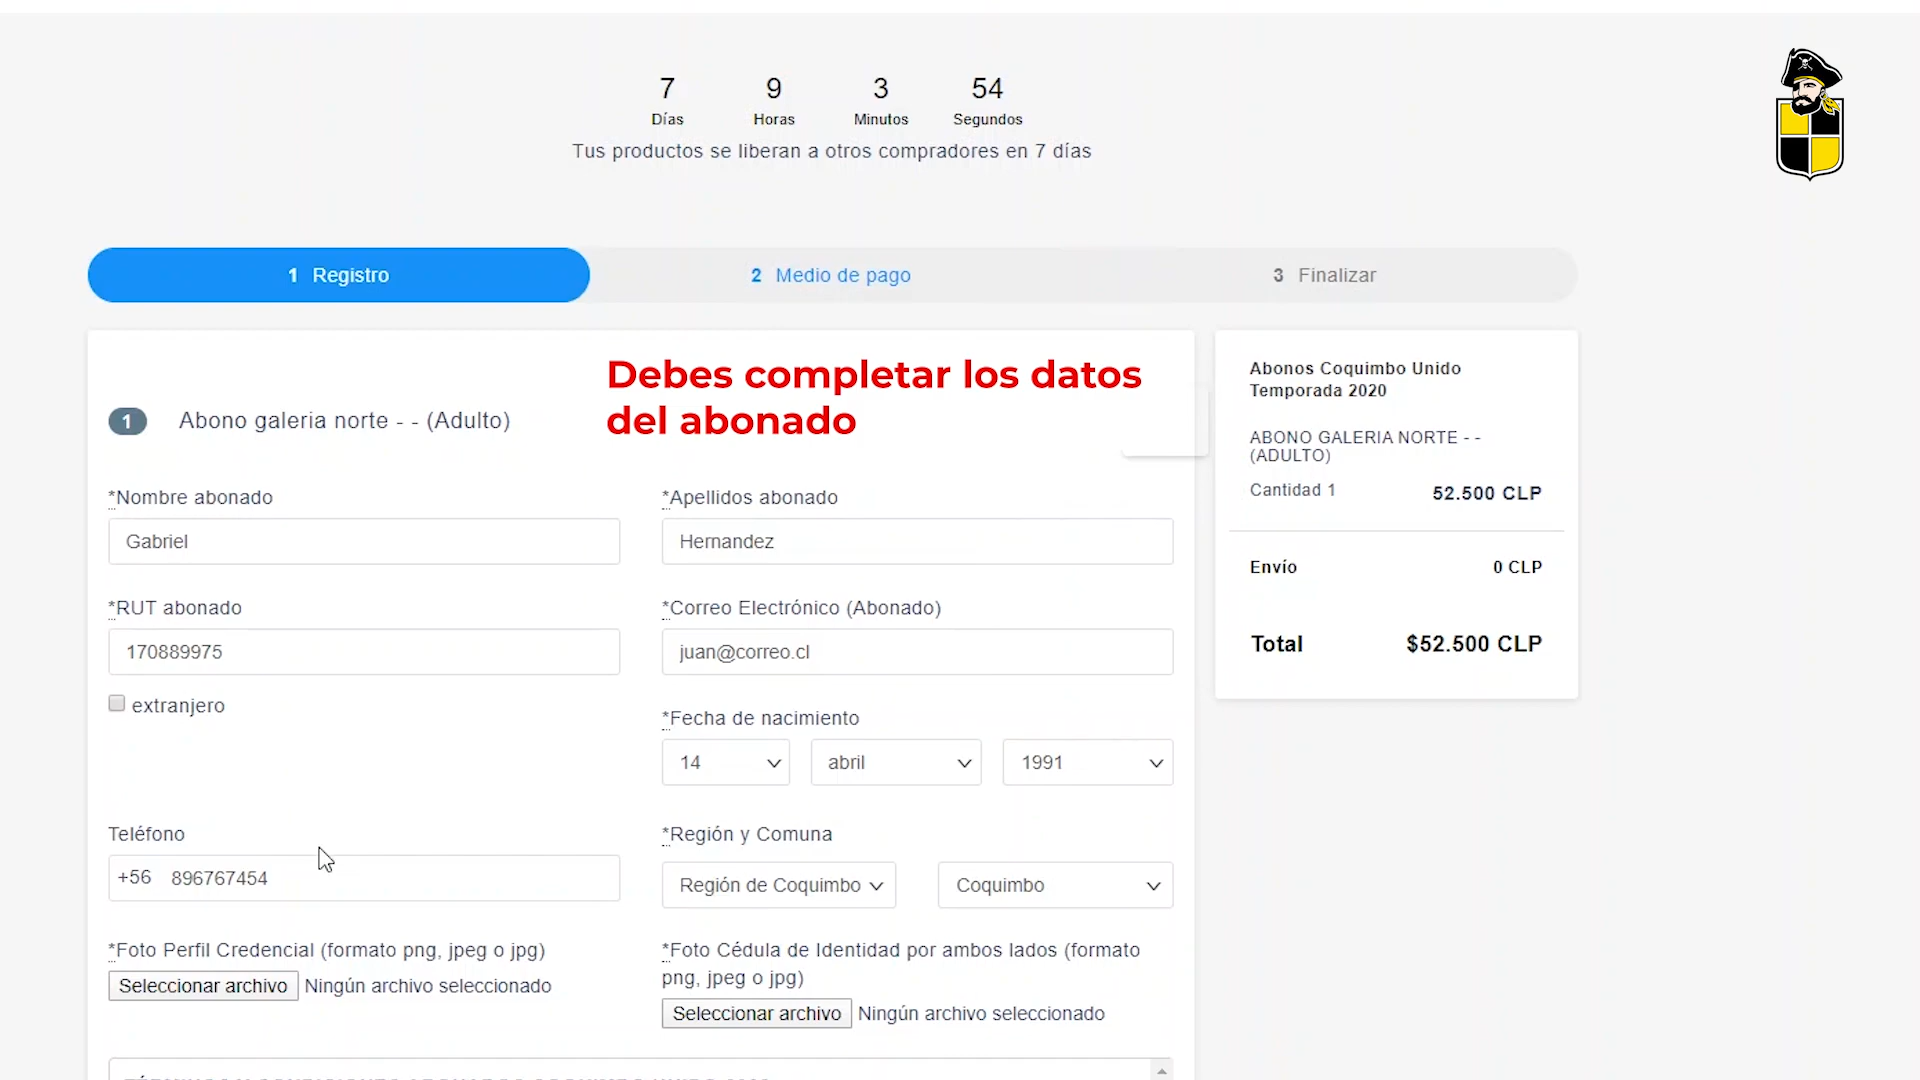 7 9 3 54
Días Horas Minutos Segundos
Tus productos se liberan a otros compradores en 7 días
1 Registro 2 Medio de pago 3 Finalizar
Debes completar los datos
del abonado
1 Abono galeria norte - - (Adulto)
*Nombre abonado
Gabriel
*Apellidos abonado
Hernandez
*RUT abonado
170889975
extranjero
*Correo Electrónico (Abonado)
juan@correo.cl
*Fecha de nacimiento
14 abril 1991
Teléfono
+56 896767454
*Región y Comuna
Región de Coquimbo Coquimbo
*Foto Perfil Credencial (formato png, jpeg o jpg)
Seleccionar archivo Ningún archivo seleccionado
*Foto Cédula de Identidad por ambos lados (formato
png, jpeg o jpg)
Seleccionar archivo Ningún archivo seleccionado
Abonos Coquimbo Unido
Temporada 2020
ABONO GALERIA NORTE - -
(ADULTO)
Cantidad 1 52.500 CLP
Envío 0 CLP
Total $52.500 CLP